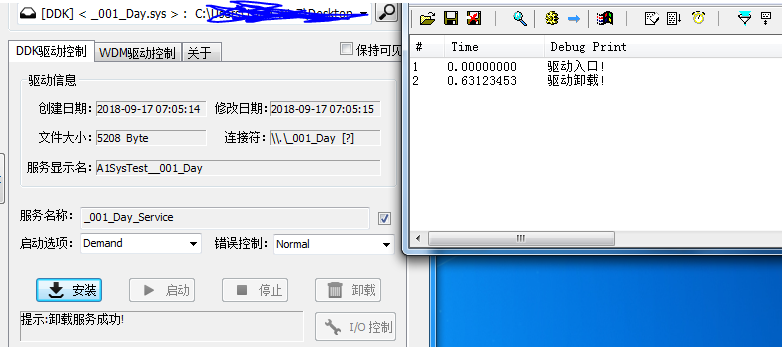 [DDK] < _001_Day.sys > : C:\Users\Desktop
DDK驱动控制 WDM驱动控制 关于 保持可见
驱动信息
创建日期: 2018-09-17 07:05:14 修改日期: 2018-09-17 07:05:15
文件大小: 5208 Byte 连接符: \\.\_001_Day [?]
服务显示名: A1SysTest__001_Day
服务名称: _001_Day_Service
启动选项: Demand 错误控制: Normal
安装 启动 停止 卸载
提示:卸载服务成功!
I/O 控制
# Time Debug Print
1 0.00000000 驱动入口!
2 0.63123453 驱动卸载!